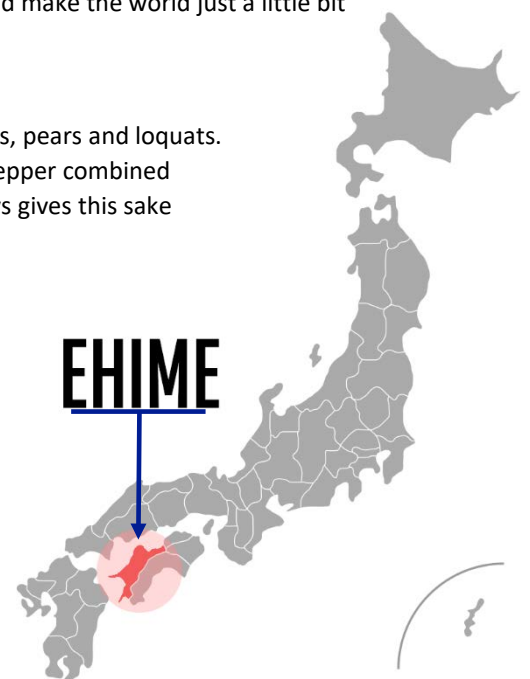 d make the world just a little bit
s, pears and loquats.
epper combined
s gives this sake
EHIME